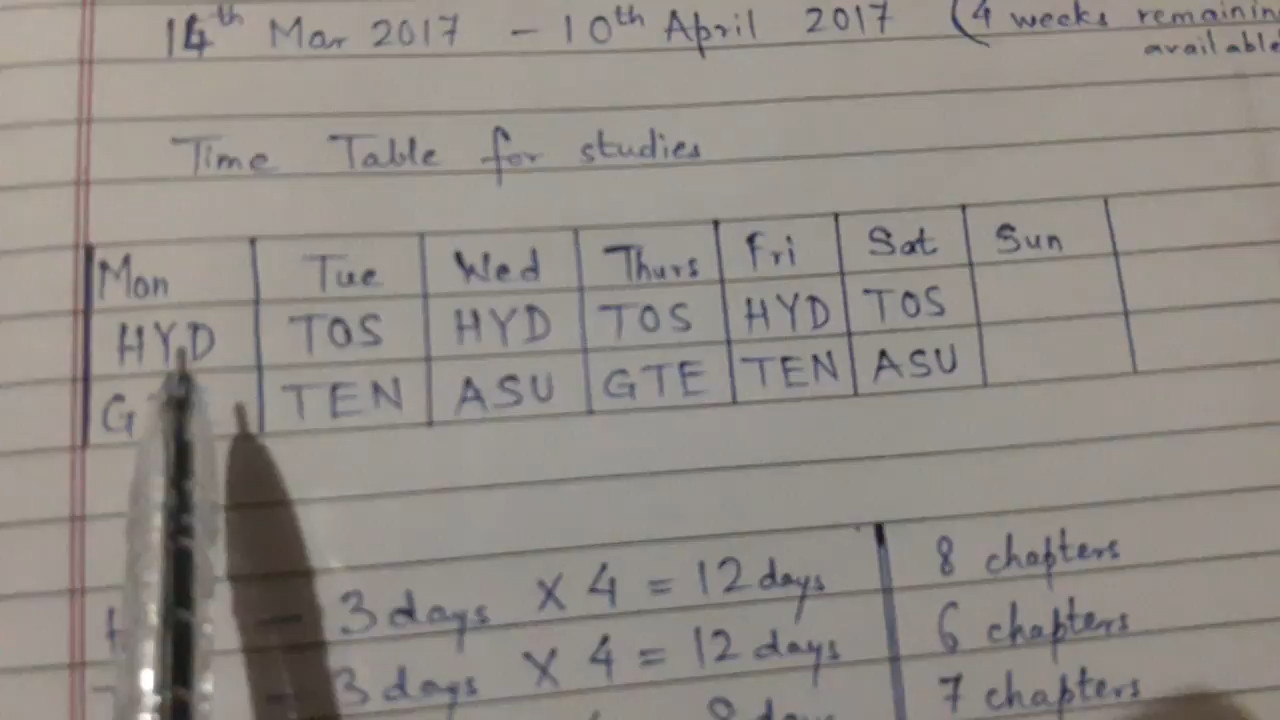 14th Mar 2017 - 10th April 2017 (4 weeks remaining
available
Time Table for studies
Mon Tue Wed Thurs Fri Sat Sun
HYD TOS HYD TOS HYD TOS
G TEN ASU GTE TEN ASU
- 3 days X 4 = 12 days 8 chapters
- 3 days X 4 = 12 days 6 chapters
7 chapters